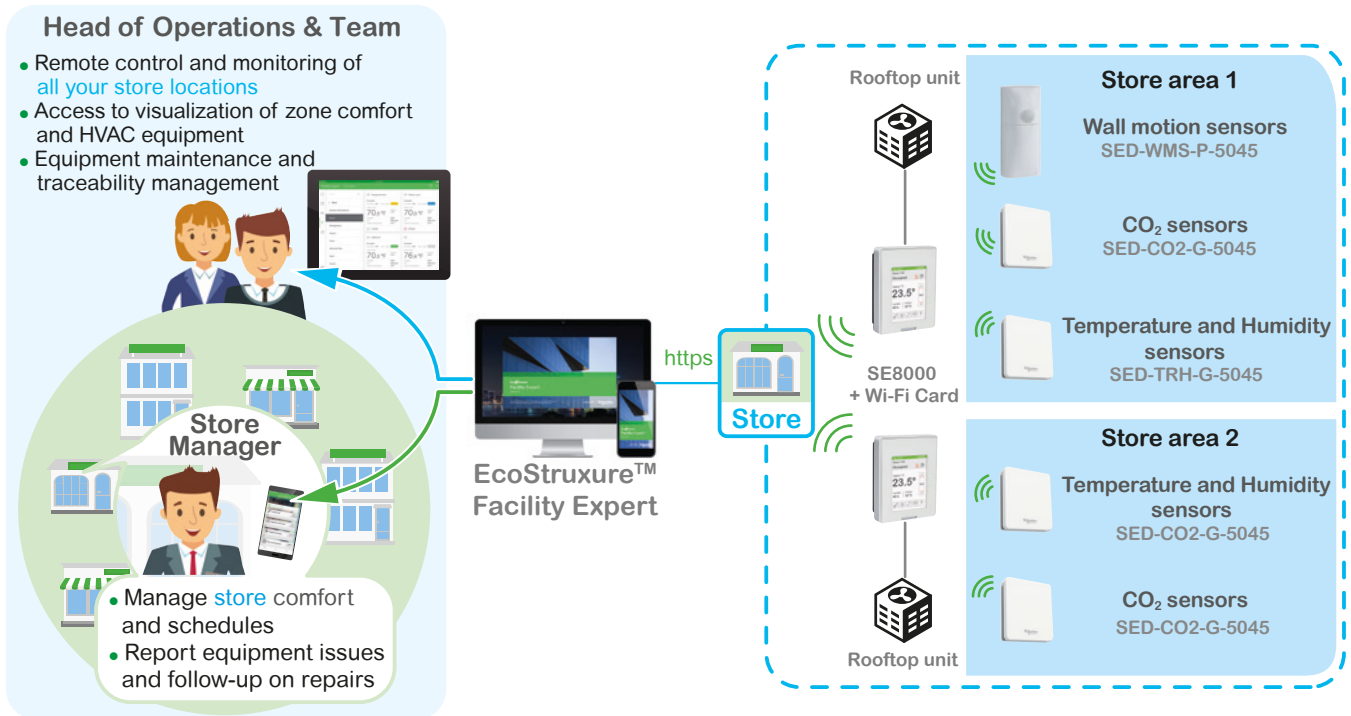 Head of Operations & Team
• Remote control and monitoring of
all your store locations
• Access to visualization of zone comfort
and HVAC equipment
• Equipment maintenance and
traceability management
Store
Manager
• Manage store comfort
and schedules
• Report equipment issues
and follow-up on repairs
EcoStruxure™
Facility Expert
https
Store
Rooftop unit
23.5°
SE8000
+ Wi-Fi Card
23.5°
Rooftop unit
Store area 1
Wall motion sensors
SED-WMS-P-5045
CO₂ sensors
SED-CO2-G-5045
Temperature and Humidity
sensors
SED-TRH-G-5045
Store area 2
Temperature and Humidity
sensors
SED-CO2-G-5045
CO₂ sensors
SED-CO2-G-5045